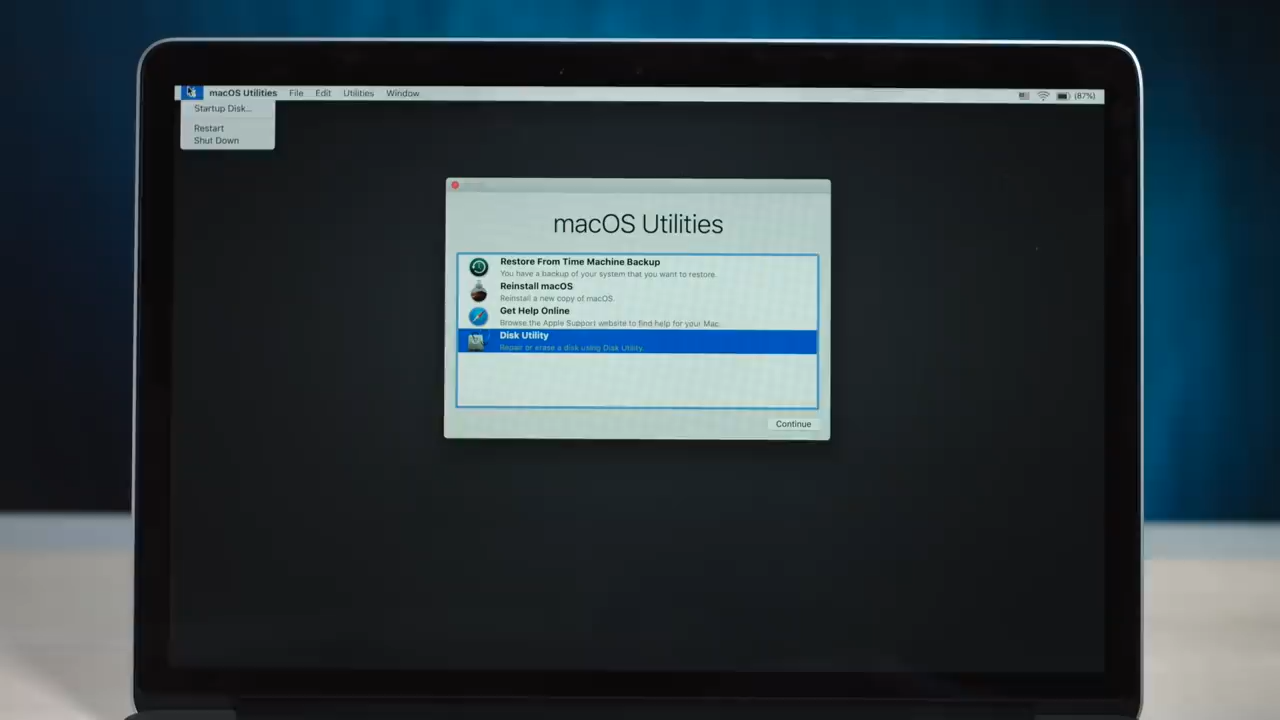 macOS Utilities File Edit Utilities Window (87%)
Startup Disk...
Restart
Shut Down
macOS Utilities
Restore From Time Machine Backup
You have a backup of your system that you want to restore.
Reinstall macOS
Reinstall a new copy of macOS.
Get Help Online
Browse the Apple Support website to find help for your Mac.
Disk Utility
Repair or erase a disk using Disk Utility.
Continue